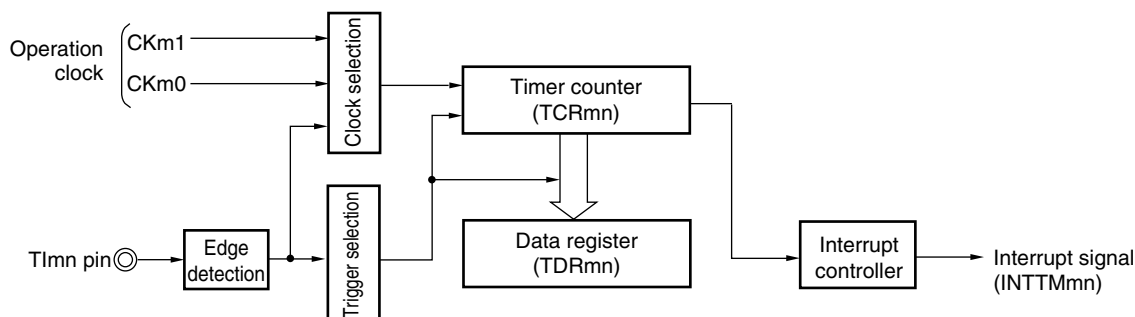 Operation
clock
CKm1
CKm0
Clock selection
Timer counter
(TCRmn)
TImn pin
Edge
detection
Trigger selection
Data register
(TDRmn)
Interrupt
controller
Interrupt signal
(INTTMmn)